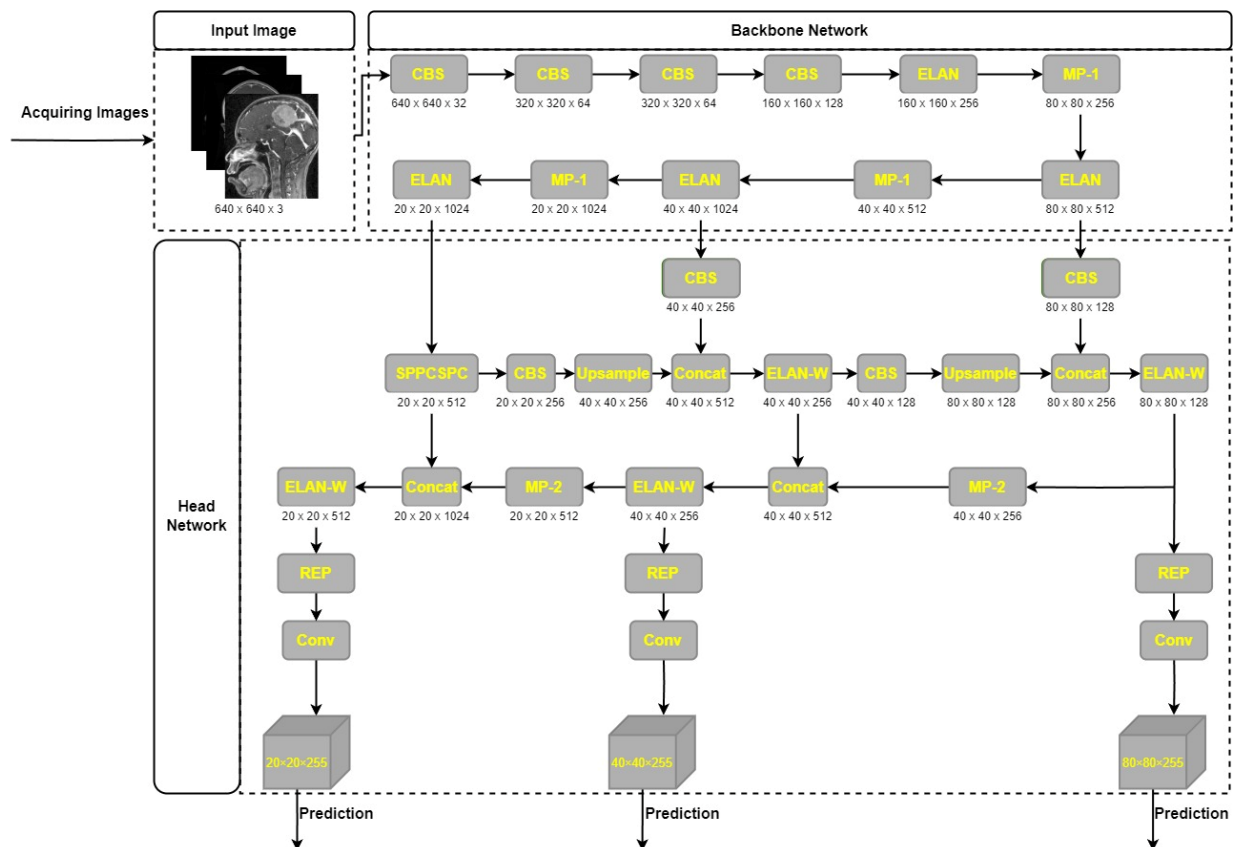 Input Image
Backbone Network
Acquiring Images
CBS
CBS
CBS
CBS
ELAN
MP-1
640 x 640 x 32
320 x 320 x 64
320 x 320 x 64
160 x 160 x 128
160 x 160 x 256
80 x 80 x 256
ELAN
MP-1
ELAN
MP-1
ELAN
640 x 640 x 3
20 x 20 x 1024
20 x 20 x 1024
40 x 40 x 1024
40 x 40 x 512
80 x 80 x 512
Head
Network
CBS
CBS
40 x 40 x 256
80 x 80 x 128
SPPCSPC
CBS
Upsample
Concat
ELAN-W
CBS
Upsample
Concat
ELAN-W
20 x 20 x 512
20 x 20 x 256
40 x 40 x 256
40 x 40 x 512
40 x 40 x 256
40 x 40 x 128
80 x 80 x 128
80 x 80 x 256
80 x 80 x 128
ELAN-W
Concat
MP-2
ELAN-W
Concat
MP-2
20 x 20 x 512
20 x 20 x 1024
20 x 20 x 512
40 x 40 x 256
40 x 40 x 512
40 x 40 x 256
REP
REP
REP
Conv
Conv
Conv
20×20×255
40×40×255
80×80×255
Prediction
Prediction
Prediction